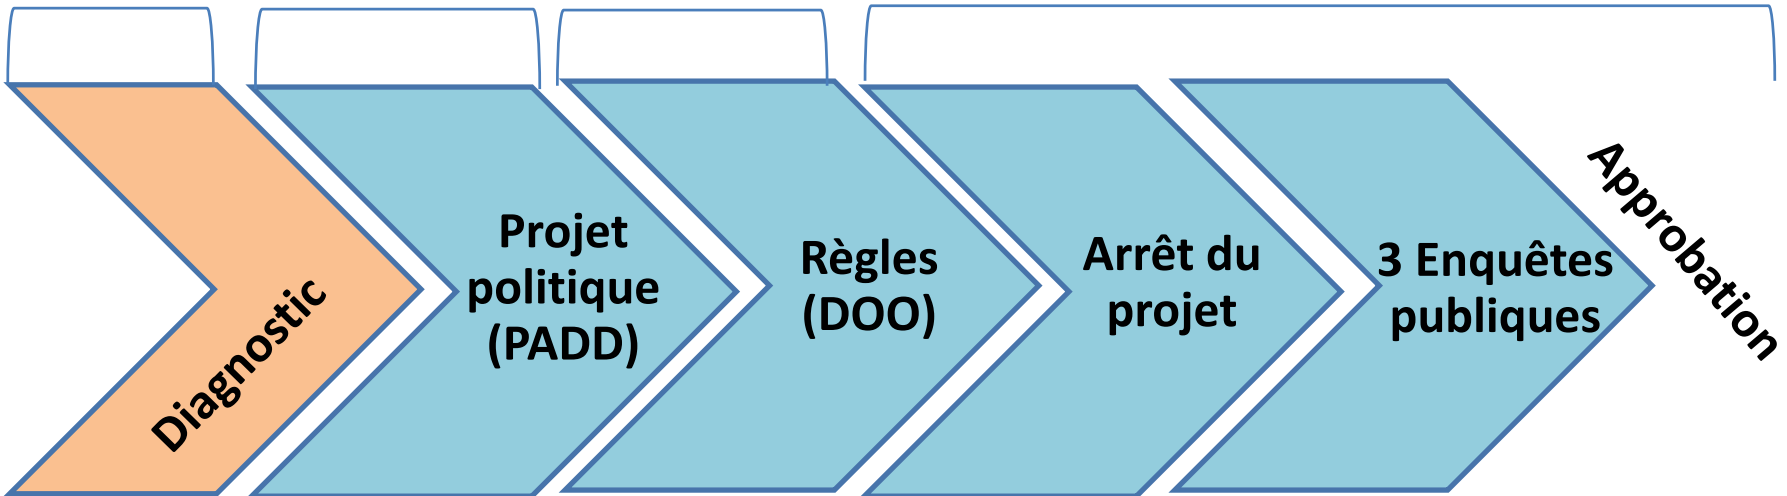 Diagnostic
Projet
politique
(PADD)
Règles
(DOO)
Arrêt du
projet
3 Enquêtes
publiques
Approbation